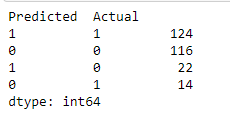 Predicted  Actual
1          1         124
0          0         116
1          0          22
0          1          14
dtype: int64